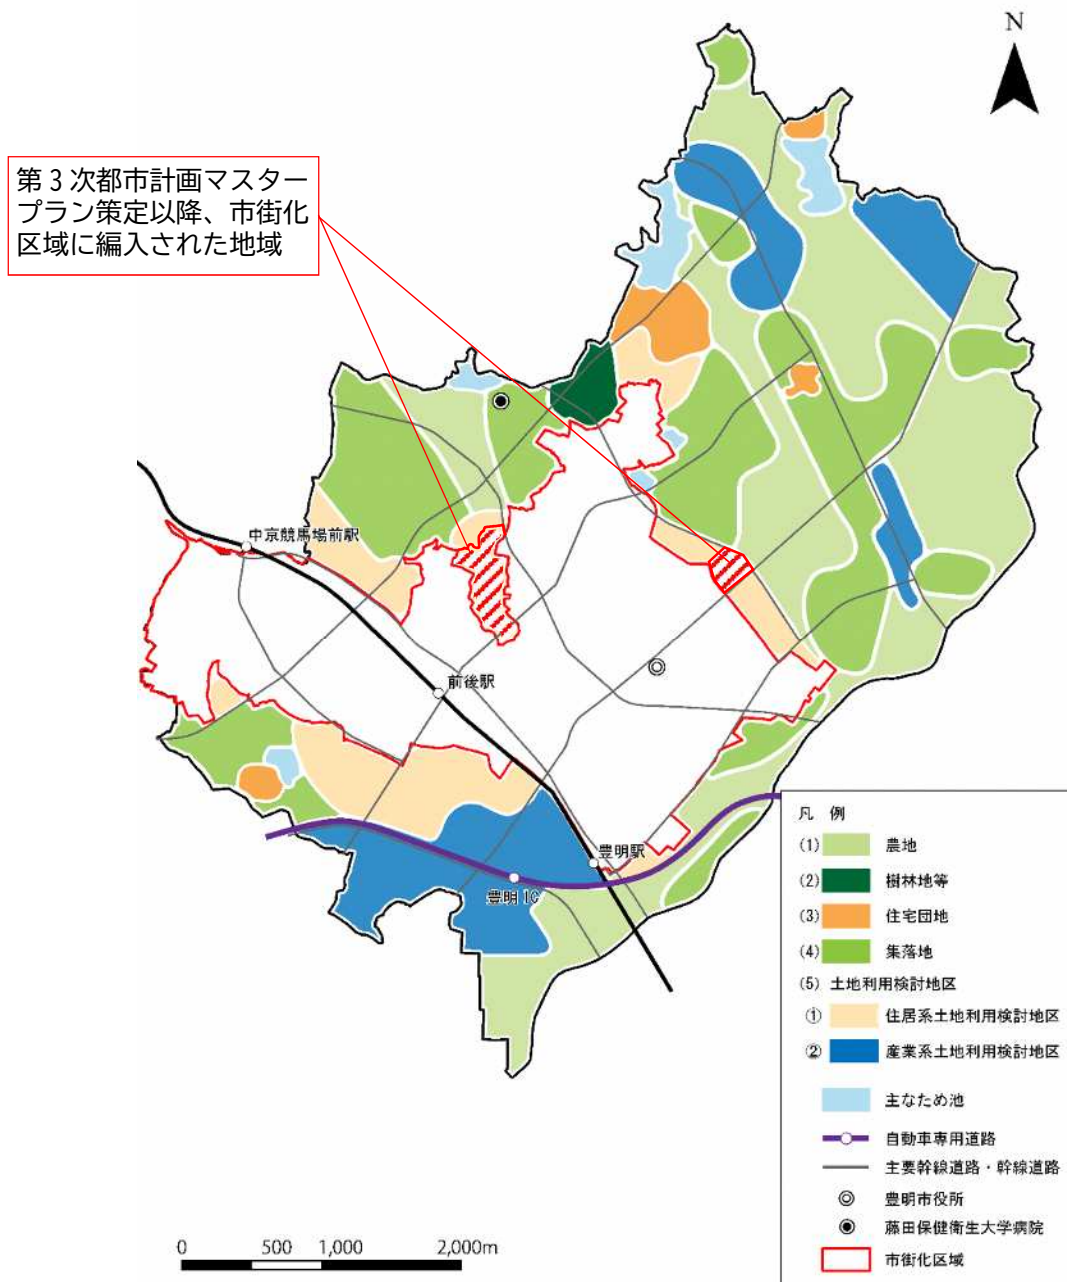 N
第3次都市計画マスター
プラン策定以降、市街化
区域に編入された地域
中京競馬場前駅
前後駅
豊明駅
豊明IC
凡 例
(1) 農地
(2) 樹林地等
(3) 住宅団地
(4) 集落地
(5) 土地利用検討地区
① 住居系土地利用検討地区
② 産業系土地利用検討地区
主なため池
自動車専用道路
主要幹線道路・幹線道路
豊明市役所
藤田保健衛生大学病院
市街化区域
0 500 1,000 2,000m